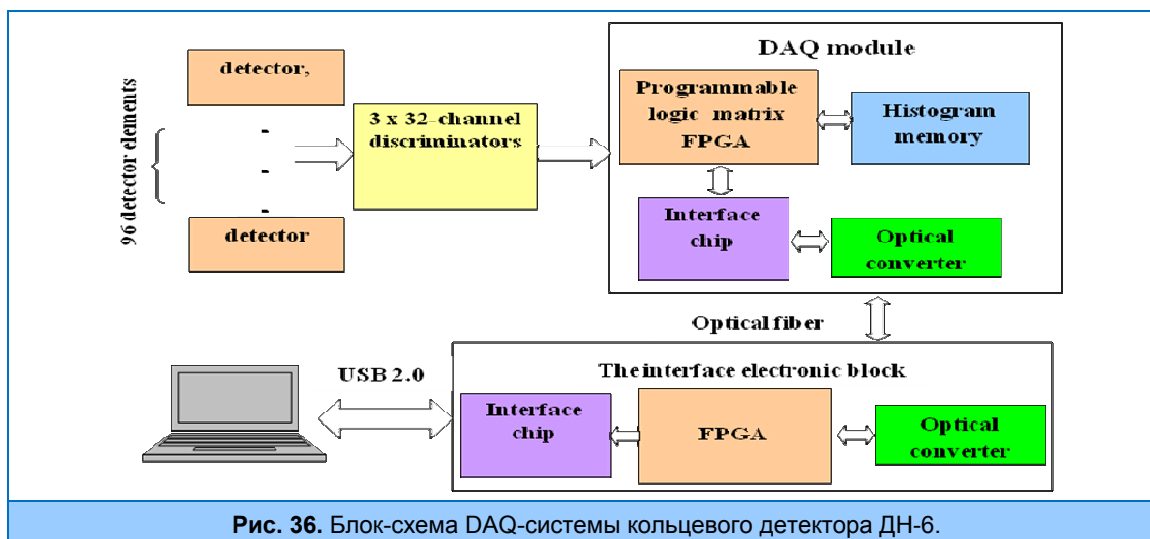 DAQ module
detector,
96 detector elements
3 x 32-channel
discriminators
Programmable
logic matrix
FPGA
Histogram
memory
detector
Interface
chip
Optical
converter
Optical fiber
USB 2.0
The interface electronic block
Interface
chip
FPGA
Optical
converter
Рис. 36. Блок-схема DAQ-системы кольцевого детектора ДН-6.